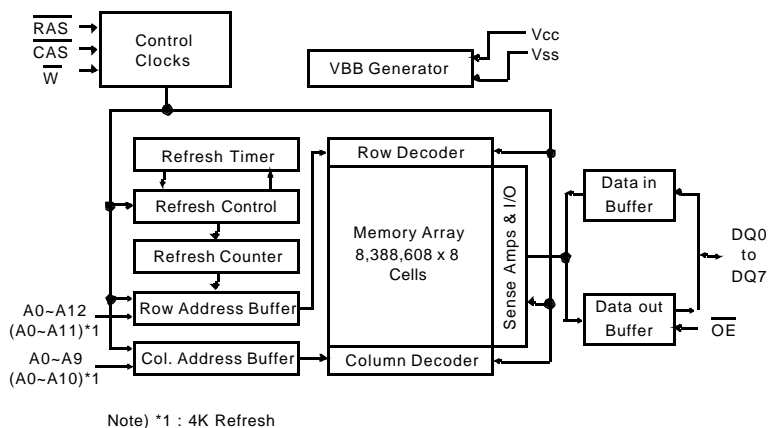 RAS
CAS
W
Control
Clocks
VBB Generator
Vcc
Vss
Refresh Timer
Refresh Control
Refresh Counter
Row Address Buffer
Col. Address Buffer
A0~A12
(A0~A11)*1
A0~A9
(A0~A10)*1
Row Decoder
Memory Array
8,388,608 x 8
Cells
Column Decoder
Sense Amps & I/O
Data in
Buffer
Data out
Buffer
DQ0
to
DQ7
OE
Note) *1 : 4K Refresh